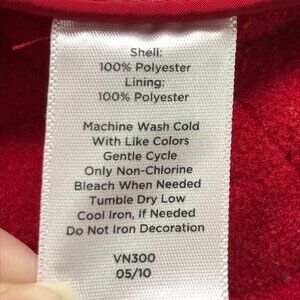 Shell:
100% Polyester
Lining:
100% Polyester
Machine Wash Cold
With Like Colors
Gentle Cycle
Only Non-Chlorine
Bleach When Needed
Tumble Dry Low
Cool Iron, If Needed
Do Not Iron Decoration
VN300
05/10